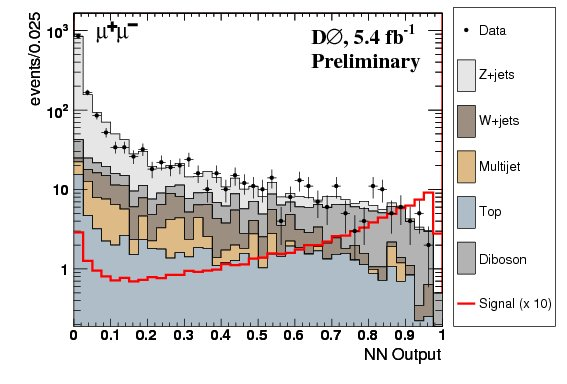 μ+μ−
DØ, 5.4 fb-1
Preliminary
events/0.025
10³
10²
10
1
0 0.1 0.2 0.3 0.4 0.5 0.6 0.7 0.8 0.9 1
NN Output
Data
Z+jets
W+jets
Multijet
Top
Diboson
Signal (x 10)